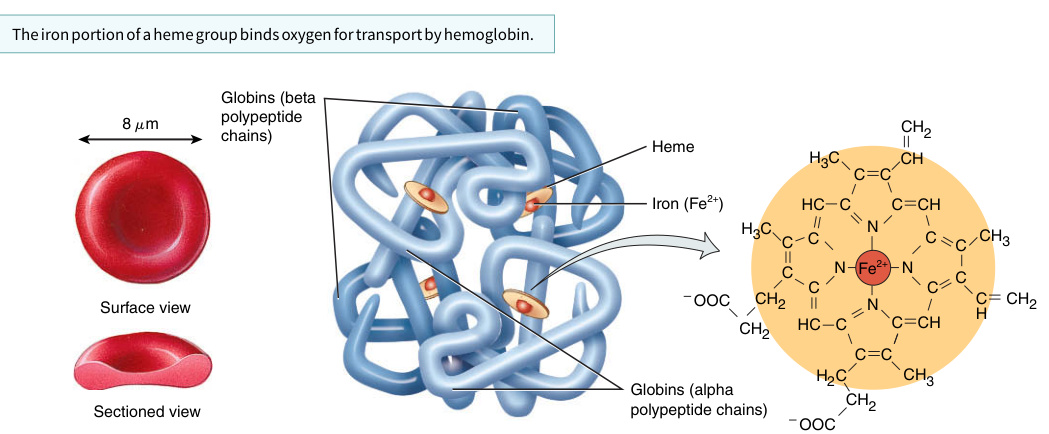 The iron portion of a heme group binds oxygen for transport by hemoglobin.
8 μm
Surface view
Sectioned view
Globins (beta
polypeptide
chains)
Heme
Iron (Fe²⁺)
Globins (alpha
polypeptide chains)
CH₂
H₃C
CH
C=C
HC
C
C
CH
N
H₃C
C
C
C
CH₃
C
N
Fe²⁺
N
C
C
C
C
CH₂
CH=CH₂
H
⁻OOC
CH₂
N
HC
C
C
CH
C=C
H₂C
CH₃
CH₂
⁻OOC